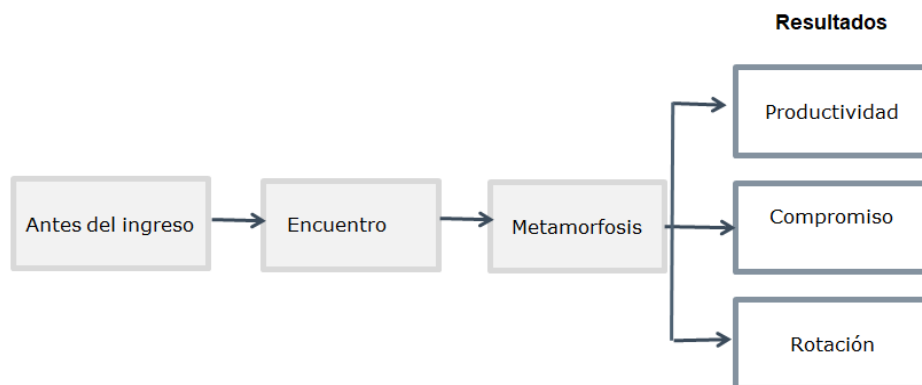 Resultados
Productividad
Antes del ingreso
Encuentro
Metamorfosis
Compromiso
Rotación